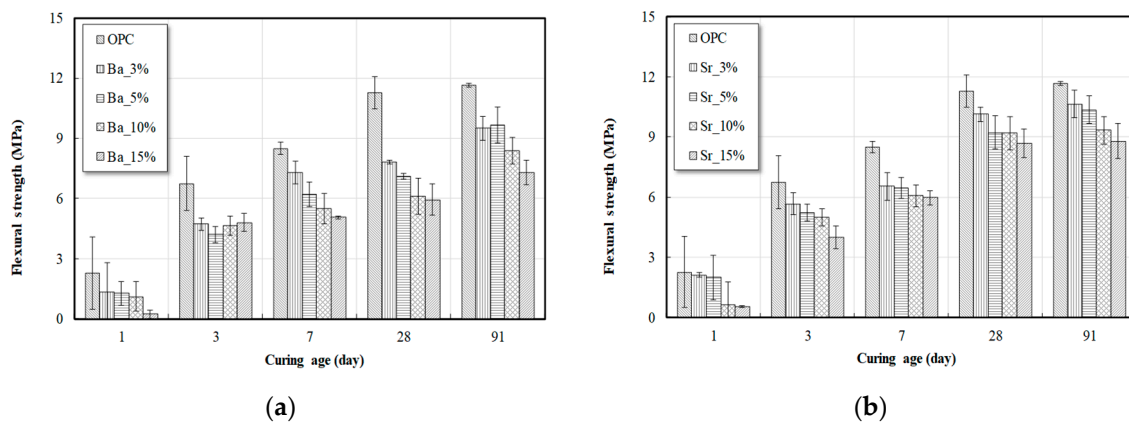 15
12
9
6
3
0
Flexural strength (MPa)
OPC
Ba_3%
Ba_5%
Ba_10%
Ba_15%
1 3 7 28 91
Curing age (day)
(a)
15
12
9
6
3
0
Flexural strength (MPa)
OPC
Sr_3%
Sr_5%
Sr_10%
Sr_15%
1 3 7 28 91
Curing age (day)
(b)